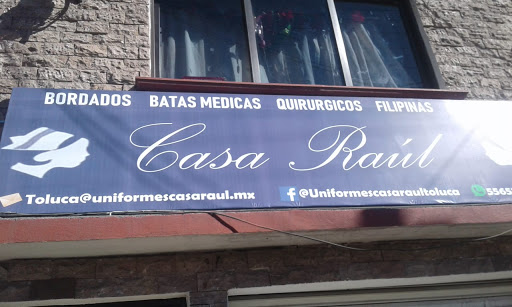 BORDADOS BATAS MEDICAS QUIRURGICOS FILIPINAS
Casa Raúl
Toluca@uniformescasaraul.mx @Uniformescasaraultoluca